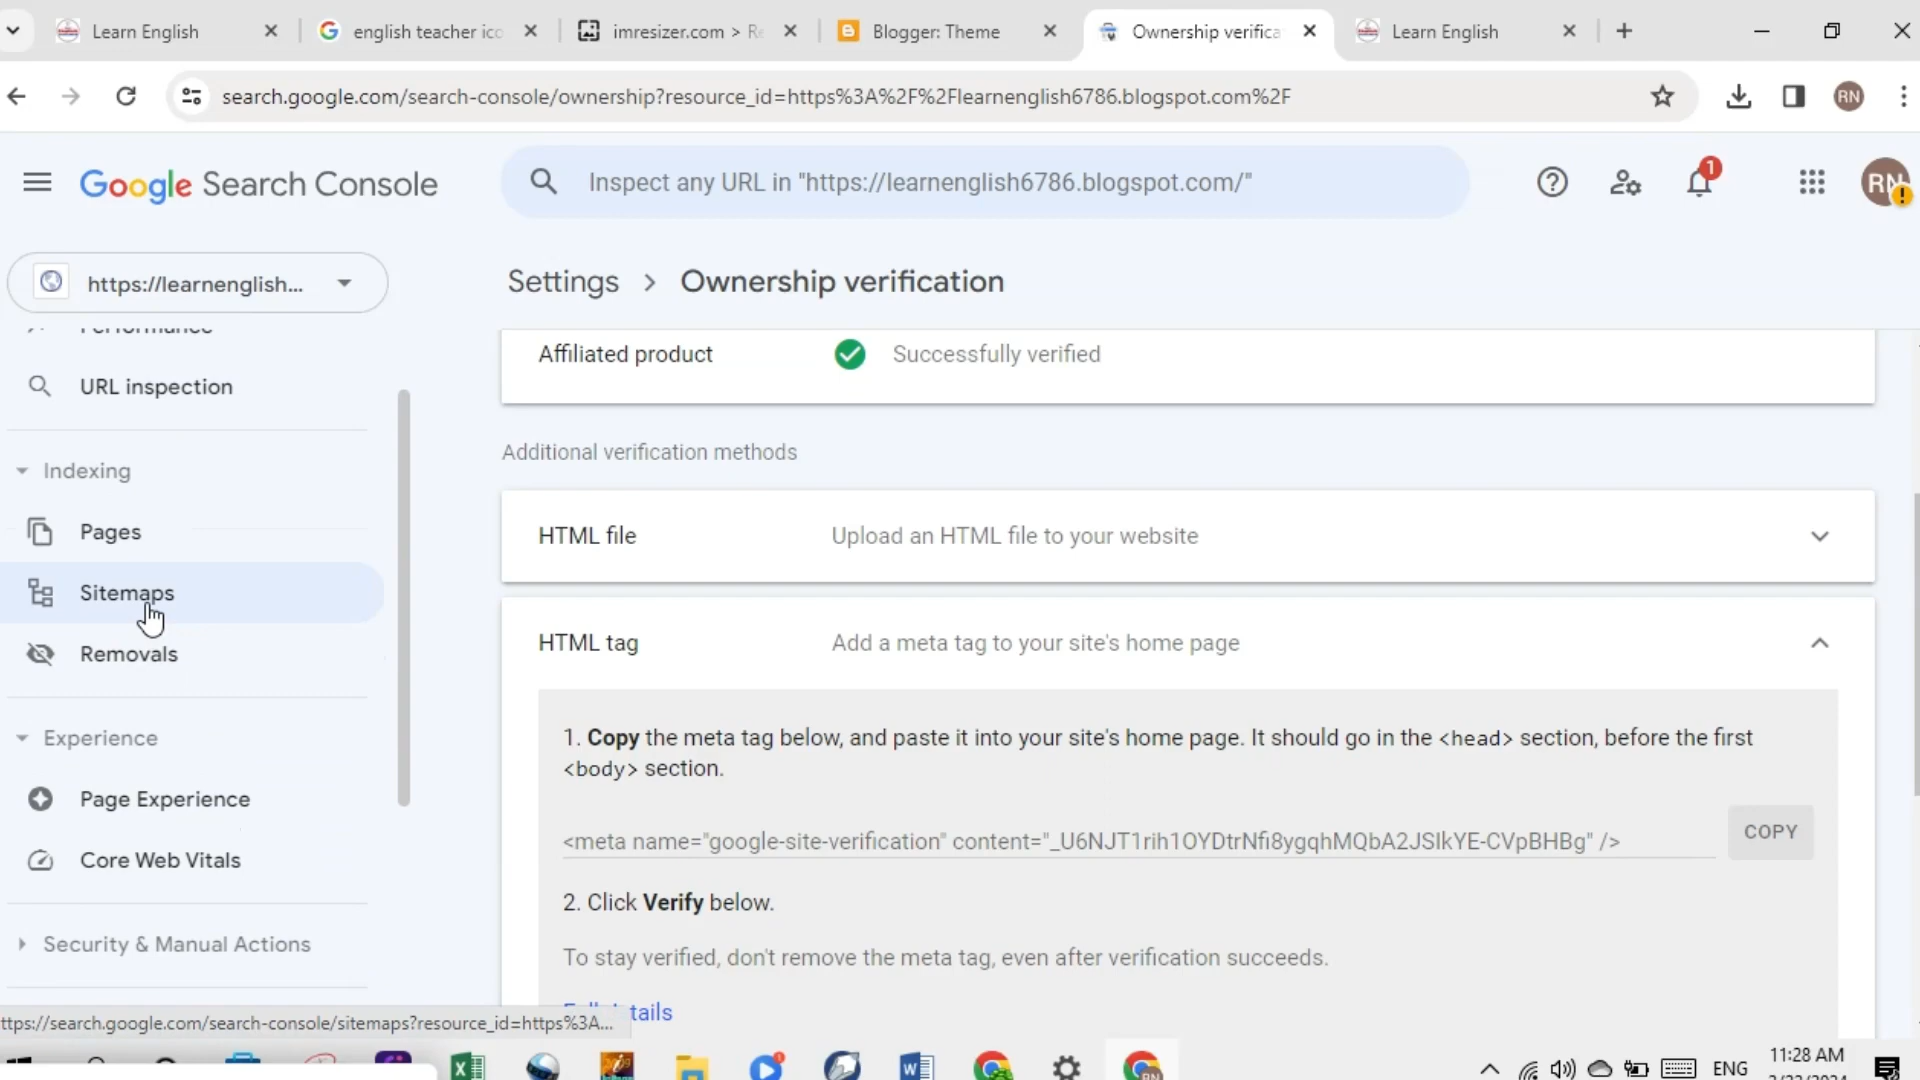 Learn English
english teacher ico
imresizer.com > Re
Blogger: Theme
Ownership verifica
Learn English
search.google.com/search-console/ownership?resource_id=https%3A%2F%2Flearnenglish6786.blogspot.com%2F
RN
Google Search Console
Inspect any URL in "https://learnenglish6786.blogspot.com/"
1
RN
https://learnenglish...
Settings > Ownership verification
Performance
Affiliated product
Successfully verified
URL inspection
Additional verification methods
Indexing
Pages
HTML file
Upload an HTML file to your website
Sitemaps
HTML tag
Add a meta tag to your site's home page
Removals
1. Copy the meta tag below, and paste it into your site's home page. It should go in the <head> section, before the first
<body> section.
Experience
Page Experience
<meta name="google-site-verification" content="_U6NJT1rih1OYDtrNfi8ygqhMQbA2JSIkYE-CVpBHBg" />
COPY
Core Web Vitals
2. Click Verify below.
Security & Manual Actions
To stay verified, don't remove the meta tag, even after verification succeeds.
ttps://search.google.com/search-console/sitemaps?resource_id=https%3A...
ENG
11:28 AM